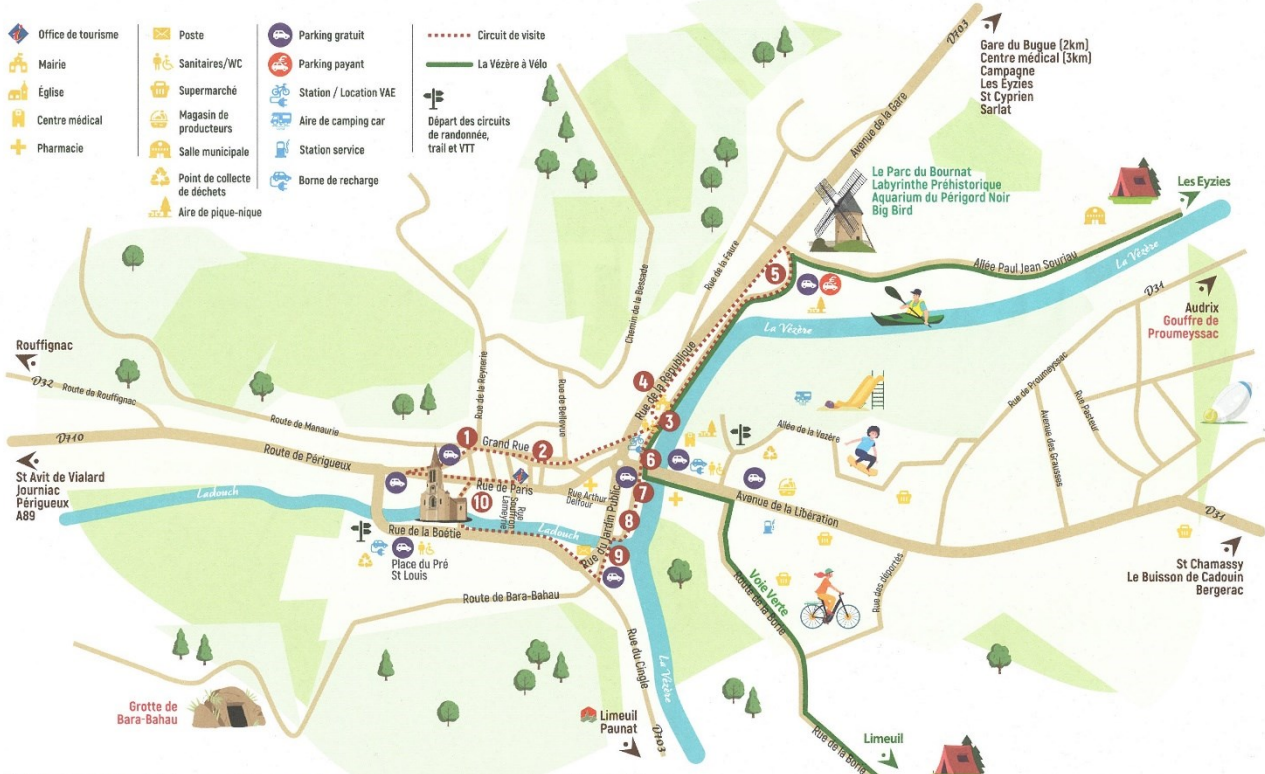 Office de tourisme
Mairie
Église
Centre médical
Pharmacie
Poste
Sanitaires/WC
Supermarché
Magasin de
producteurs
Salle municipale
Point de collecte
de déchets
Aire de pique-nique
Parking gratuit
Parking payant
Station / Location VAE
Aire de camping car
Station service
Borne de recharge
Circuit de visite
La Vézère à Vélo
Départ des circuits
de randonnée,
trail et VTT
D703
Gare du Bugue (2km)
Centre médical (3km)
Campagne
Les Eyzies
St Cyprien
Sarlat
Avenue de la Gare
Le Parc du Bournat
Labyrinthe Préhistorique
Aquarium du Périgord Noir
Big Bird
Les Eyzies
Allée Paul Jean Souriau
La Vézère
Rue de la Faure
Chemin de la Bessade
5
La Vézère
D31
Audrix
Gouffre de
Proumeyssac
Rouffignac
D32
Route de Rouffignac
Rue de la Reynerie
Rue de Bellevue
Rue de la République
4
Rue de Proumeyssac
Rue Pasteur
Avenue des Grausses
Route de Manaurie
1
Grand Rue
2
3
Allée de la Vezère
D710
Route de Périgueux
6
St Avit de Vialard
Journiac
Périgueux
A89
Ladouch
10
Rue de Paris
Rue Arthur
Delfour
7
Avenue de la Libération
D31
Rue
Souffron
Lameynie
Rue de la Boétie
Ladouch
8
Rue du Jardin Public
9
Place du Pré
St Louis
Route de Bara-Bahau
Voie Verte
Route de la Borie
Rue des déportés
St Chamassy
Le Buisson de Cadouin
Bergerac
Rue du Cingle
La Vézère
Grotte de
Bara-Bahau
Limeuil
Paunat
D703
Limeuil
Rue de la Borie